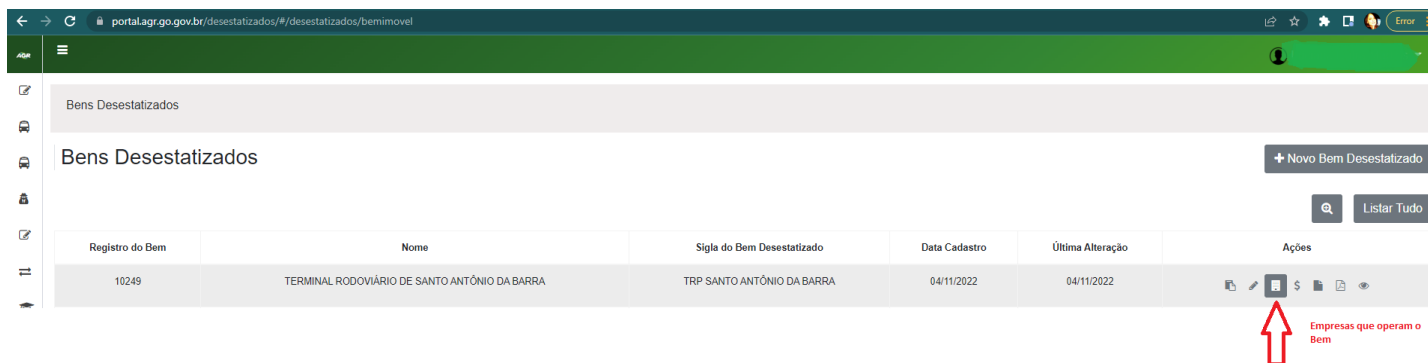 portal.agr.go.gov.br/desestatizados/#/desestatizados/bemimovel
Error
AGR
Bens Desestatizados
Bens Desestatizados
+ Novo Bem Desestatizado
Listar Tudo
Registro do Bem Nome Sigla do Bem Desestatizado Data Cadastro Última Alteração Ações
10249 TERMINAL RODOVIÁRIO DE SANTO ANTÔNIO DA BARRA TRP SANTO ANTÔNIO DA BARRA 04/11/2022 04/11/2022 $
Empresas que operam o
Bem